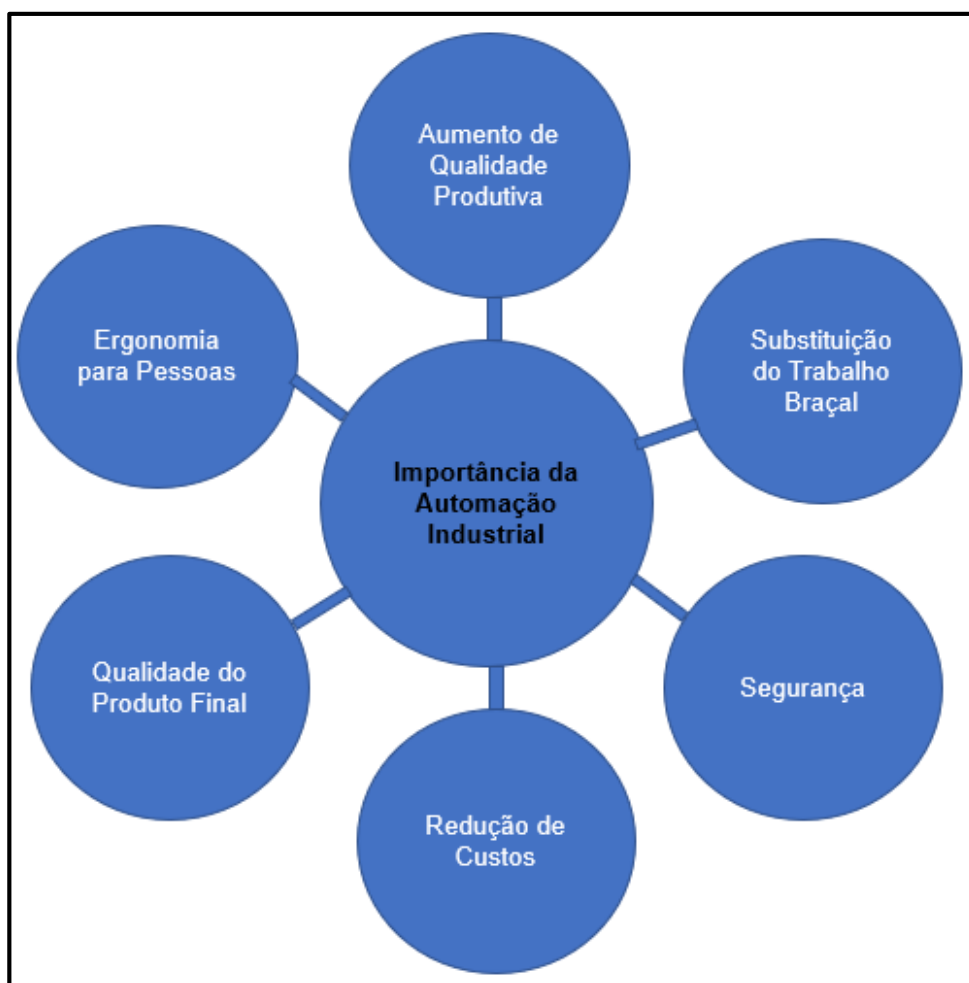 Aumento de
Qualidade
Produtiva
Ergonomia
para Pessoas
Substituição
do Trabalho
Braçal
Importância da
Automação
Industrial
Qualidade do
Produto Final
Segurança
Redução de
Custos